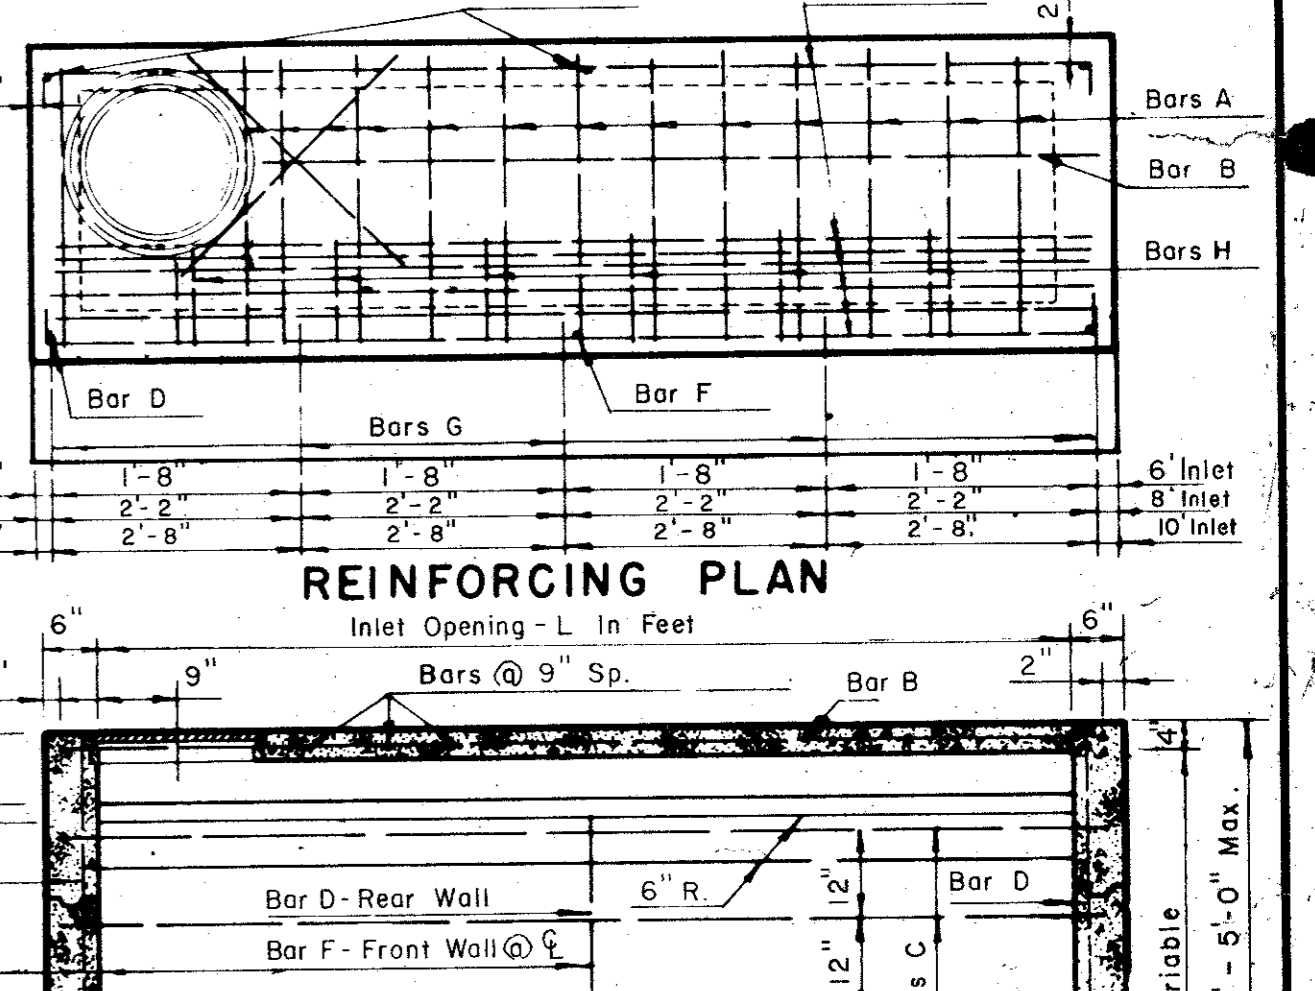 2
Bars A
Bar B
Bars H
Bar D
Bar F
Bars G
1'-8" 1'-8" 1'-8" 1'-8" 6' Inlet
2'-2" 2'-2" 2'-2" 2'-2" 8' Inlet
2'-8" 2'-8" 2'-8" 2'-8" 10' Inlet
REINFORCING PLAN
6" Inlet Opening - L In Feet 6"
9" Bars @ 9" Sp. Bar B 2"
4"
6" R. 12" Bar D
Bar D - Rear Wall
Bar F - Front Wall @ ℄
12"
s C
riable
' - 5'-0" Max.